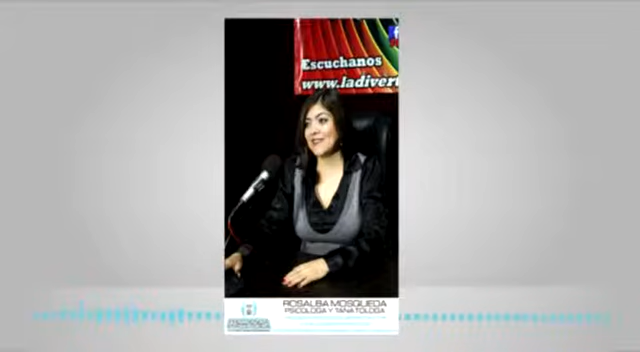 Escuchanos
www.ladiver
ROSALBA MOSQUEDA
PSICOLOGA Y TANATOLOGA